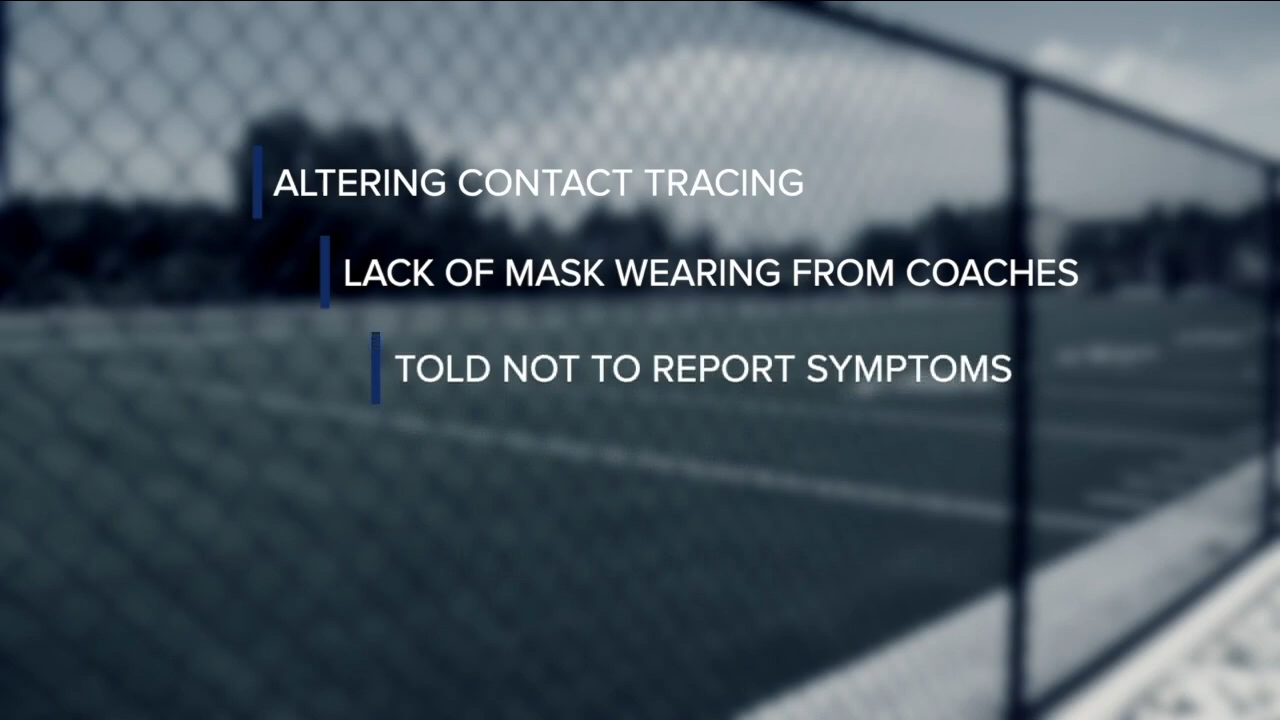 ALTERING CONTACT TRACING
LACK OF MASK WEARING FROM COACHES
TOLD NOT TO REPORT SYMPTOMS